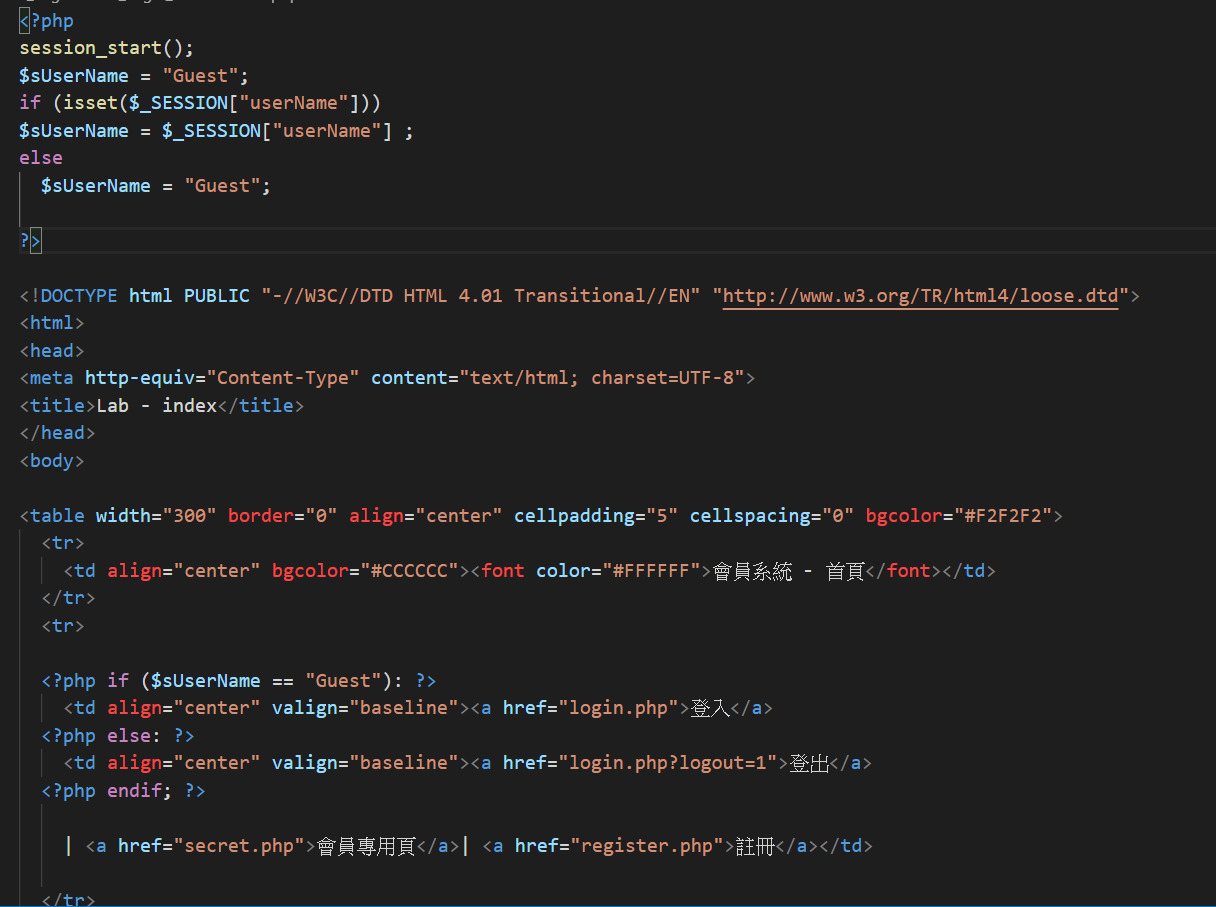 <?php
session_start();
$sUserName = "Guest";
if (isset($_SESSION["userName"]))
$sUserName = $_SESSION["userName"] ;
else
  $sUserName = "Guest";
?>
<!DOCTYPE html PUBLIC "-//W3C//DTD HTML 4.01 Transitional//EN" "http://www.w3.org/TR/html4/loose.dtd">
<html>
<head>
<meta http-equiv="Content-Type" content="text/html; charset=UTF-8">
<title>Lab - index</title>
</head>
<body>
<table width="300" border="0" align="center" cellpadding="5" cellspacing="0" bgcolor="#F2F2F2">
  <tr>
    <td align="center" bgcolor="#CCCCCC"><font color="#FFFFFF">會員系統 - 首頁</font></td>
  </tr>
  <tr>
  <?php if ($sUserName == "Guest"): ?>
    <td align="center" valign="baseline"><a href="login.php">登入</a>
  <?php else: ?>
    <td align="center" valign="baseline"><a href="login.php?logout=1">登出</a>
  <?php endif; ?>
    | <a href="secret.php">會員專用頁</a>| <a href="register.php">註冊</a></td>
  </tr>